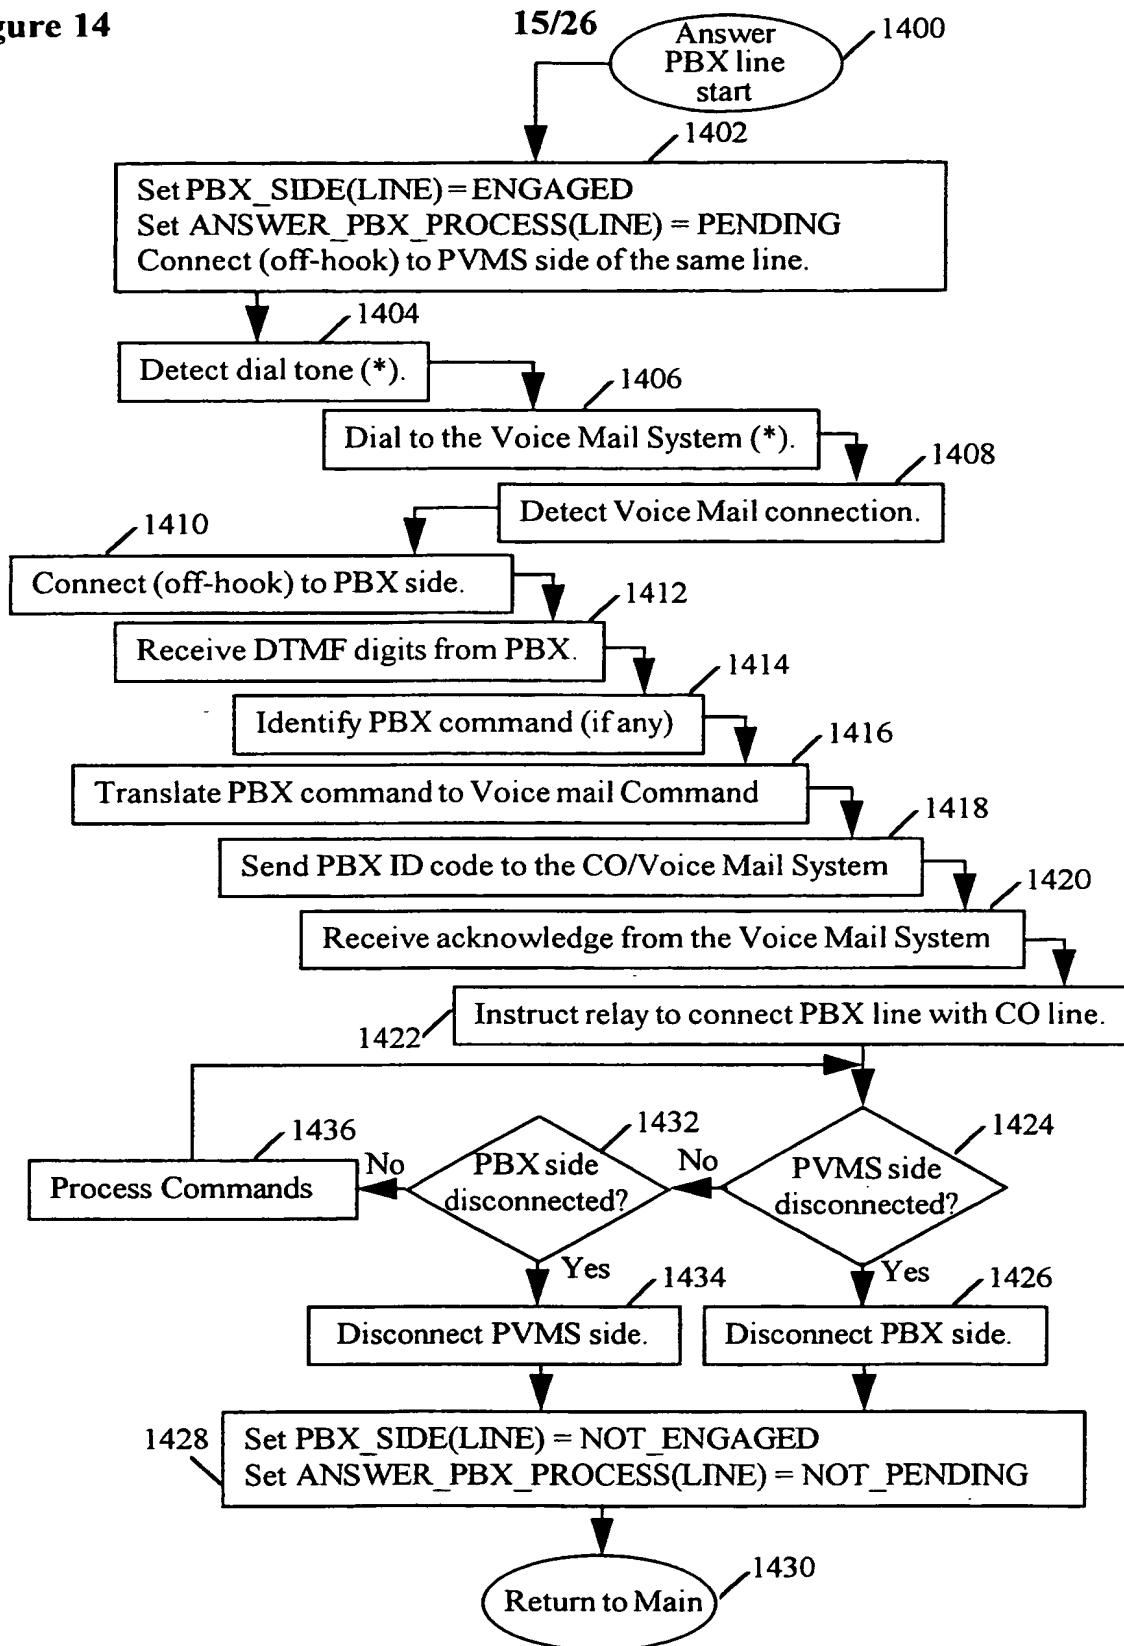 gure 14
15/26
Answer
PBX line
start
1400
1402
Set PBX_SIDE(LINE) = ENGAGED
Set ANSWER_PBX_PROCESS(LINE) = PENDING
Connect (off-hook) to PVMS side of the same line.
1404
Detect dial tone (*).
1406
Dial to the Voice Mail System (*).
1408
Detect Voice Mail connection.
1410
Connect (off-hook) to PBX side.
1412
Receive DTMF digits from PBX.
1414
Identify PBX command (if any)
1416
Translate PBX command to Voice mail Command
1418
Send PBX ID code to the CO/Voice Mail System
1420
Receive acknowledge from the Voice Mail System
1422
Instruct relay to connect PBX line with CO line.
1424
PVMS side
disconnected?
No
1432
PBX side
disconnected?
No
1436
Process Commands
Yes
1434
Disconnect PVMS side.
Yes
1426
Disconnect PBX side.
1428
Set PBX_SIDE(LINE) = NOT_ENGAGED
Set ANSWER_PBX_PROCESS(LINE) = NOT_PENDING
1430
Return to Main